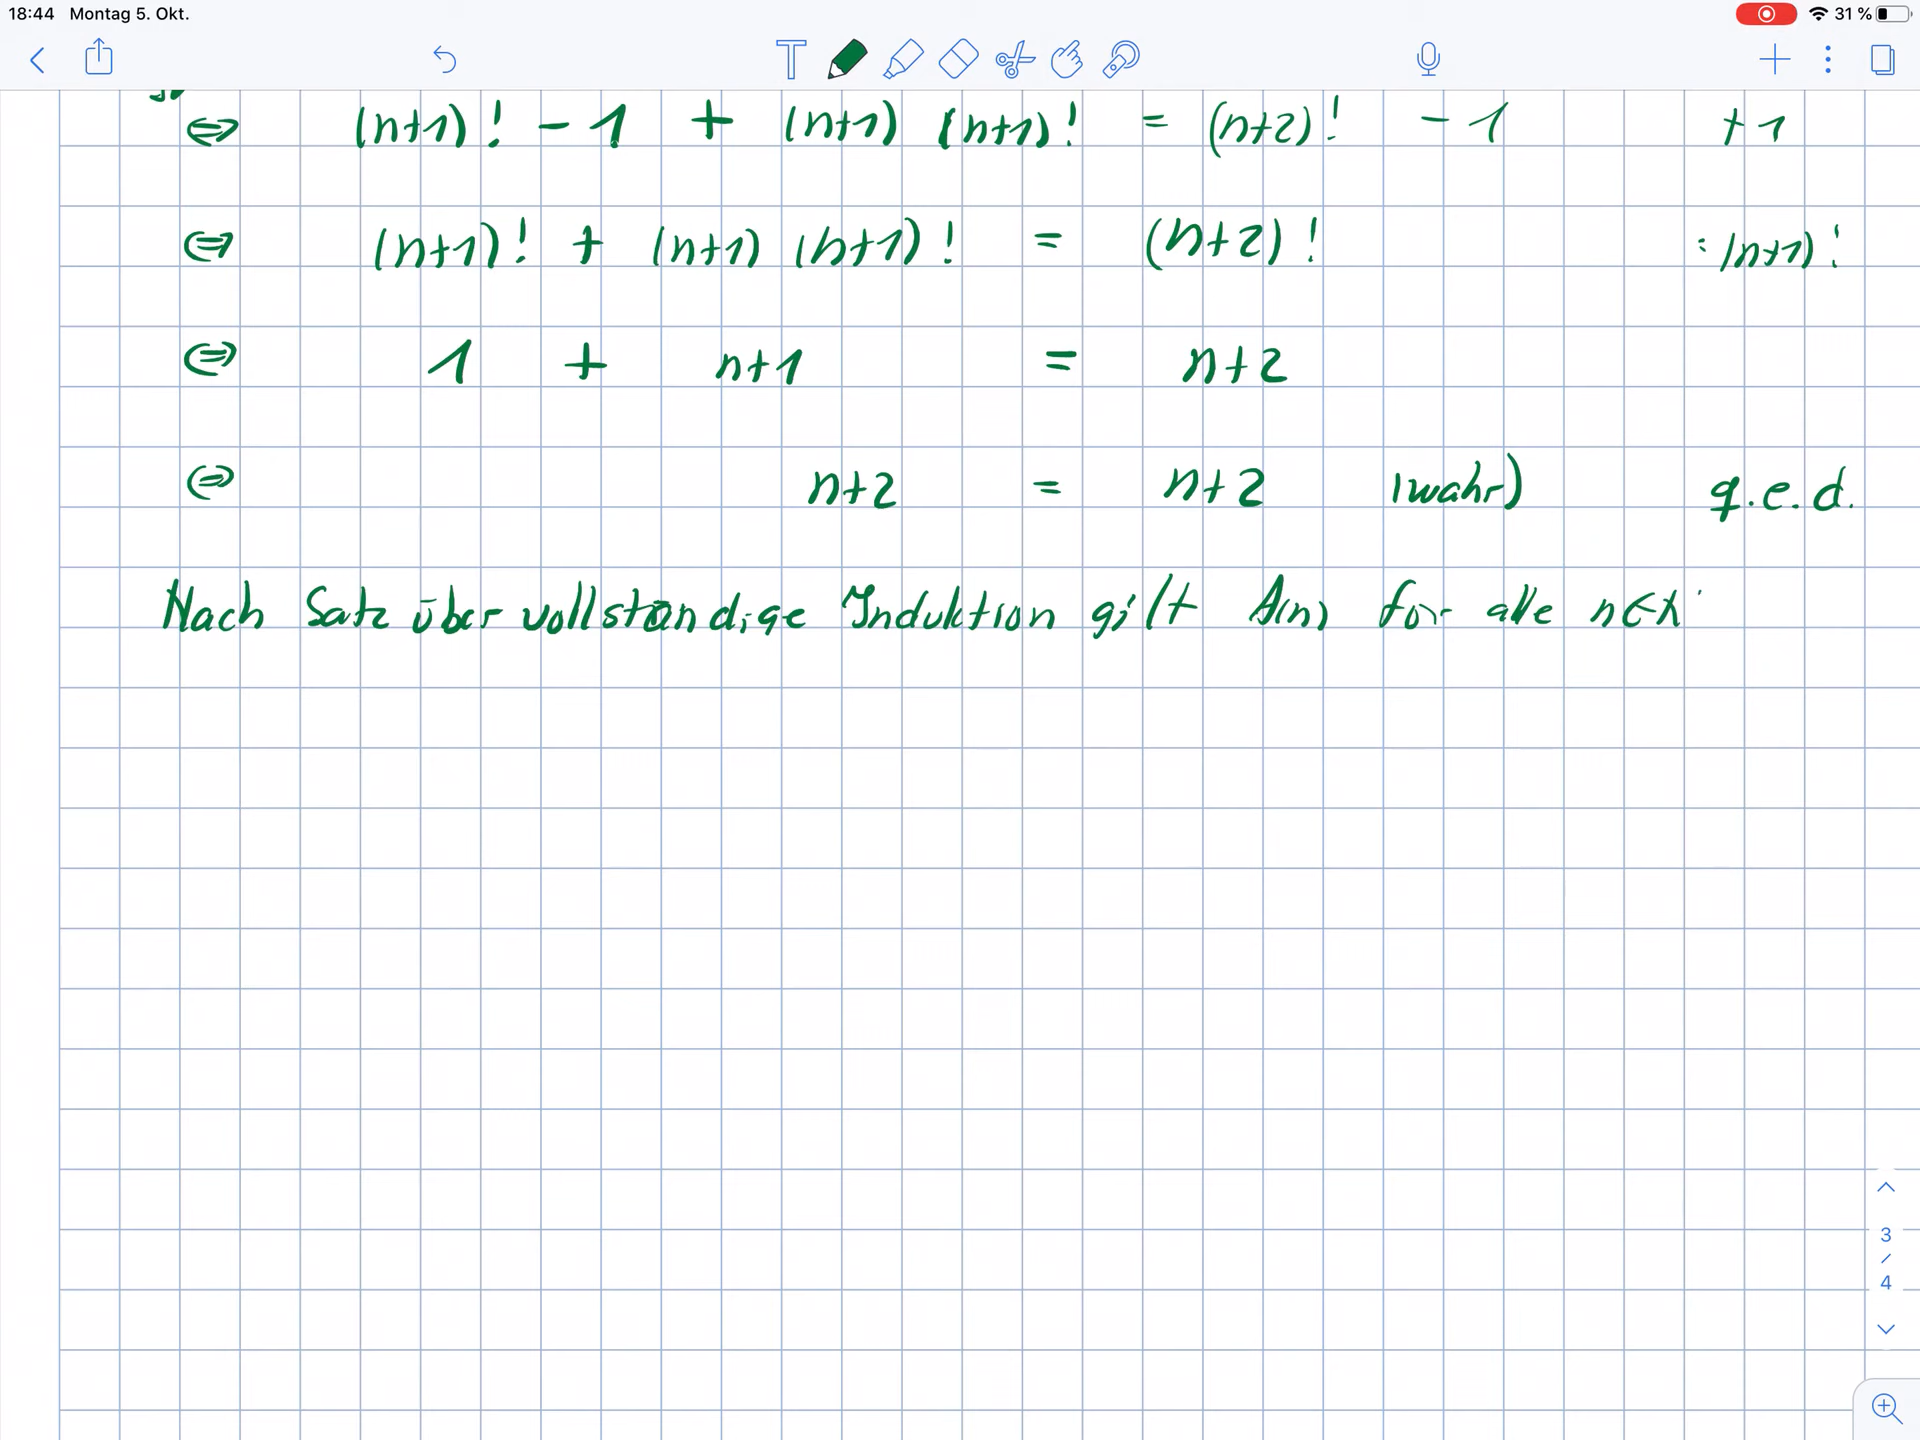 18:44 Montag 5. Okt. 31 %
⇔ (n+1)! - 1 + (n+1) (n+1)! = (n+2)! - 1 + 1
⇔ (n+1)! + (n+1) (n+1)! = (n+2)! : (n+1)!
⇔ 1 + n+1 = n+2
⇔ n+2 = n+2 (wahr) q.e.d.
Nach Satz über vollständige Induktion gilt A(n) für alle n∈
3
/
4